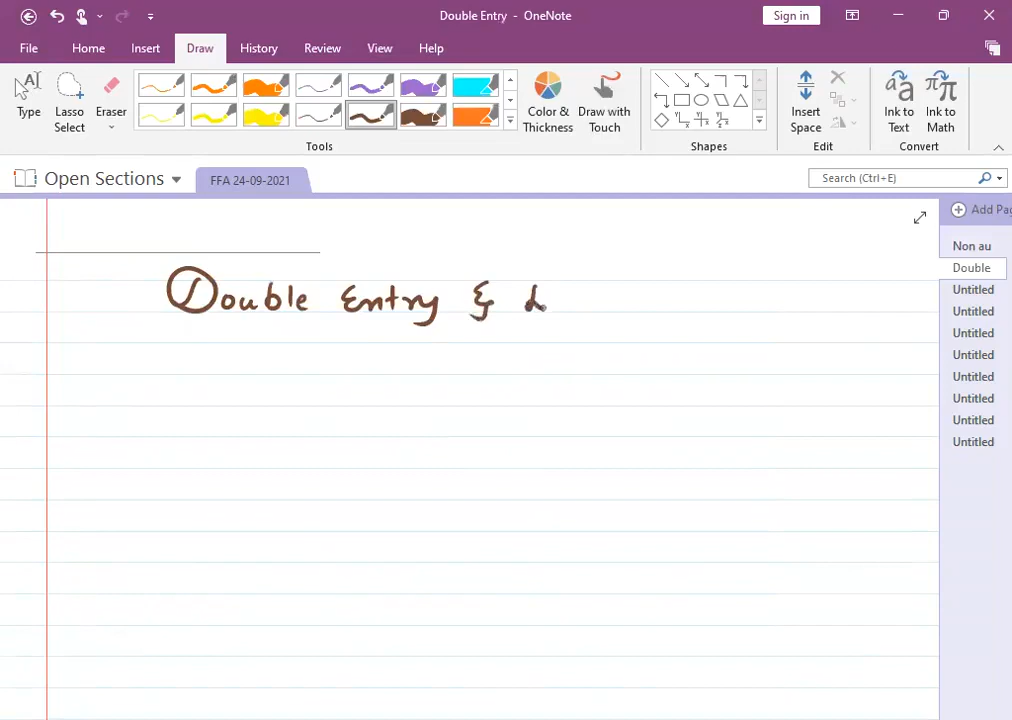 Double Entry - OneNote
Sign in
File Home Insert Draw History Review View Help
Type
Lasso Select
Eraser
Color & Thickness
Draw with Touch
Insert Space
Ink to Text
Ink to Math
Tools
Shapes
Edit
Convert
Open Sections
FFA 24-09-2021
Search (Ctrl+E)
Add Pag
Non au
Double
Untitled
Untitled
Untitled
Untitled
Untitled
Untitled
Untitled
Untitled
Double Entry &